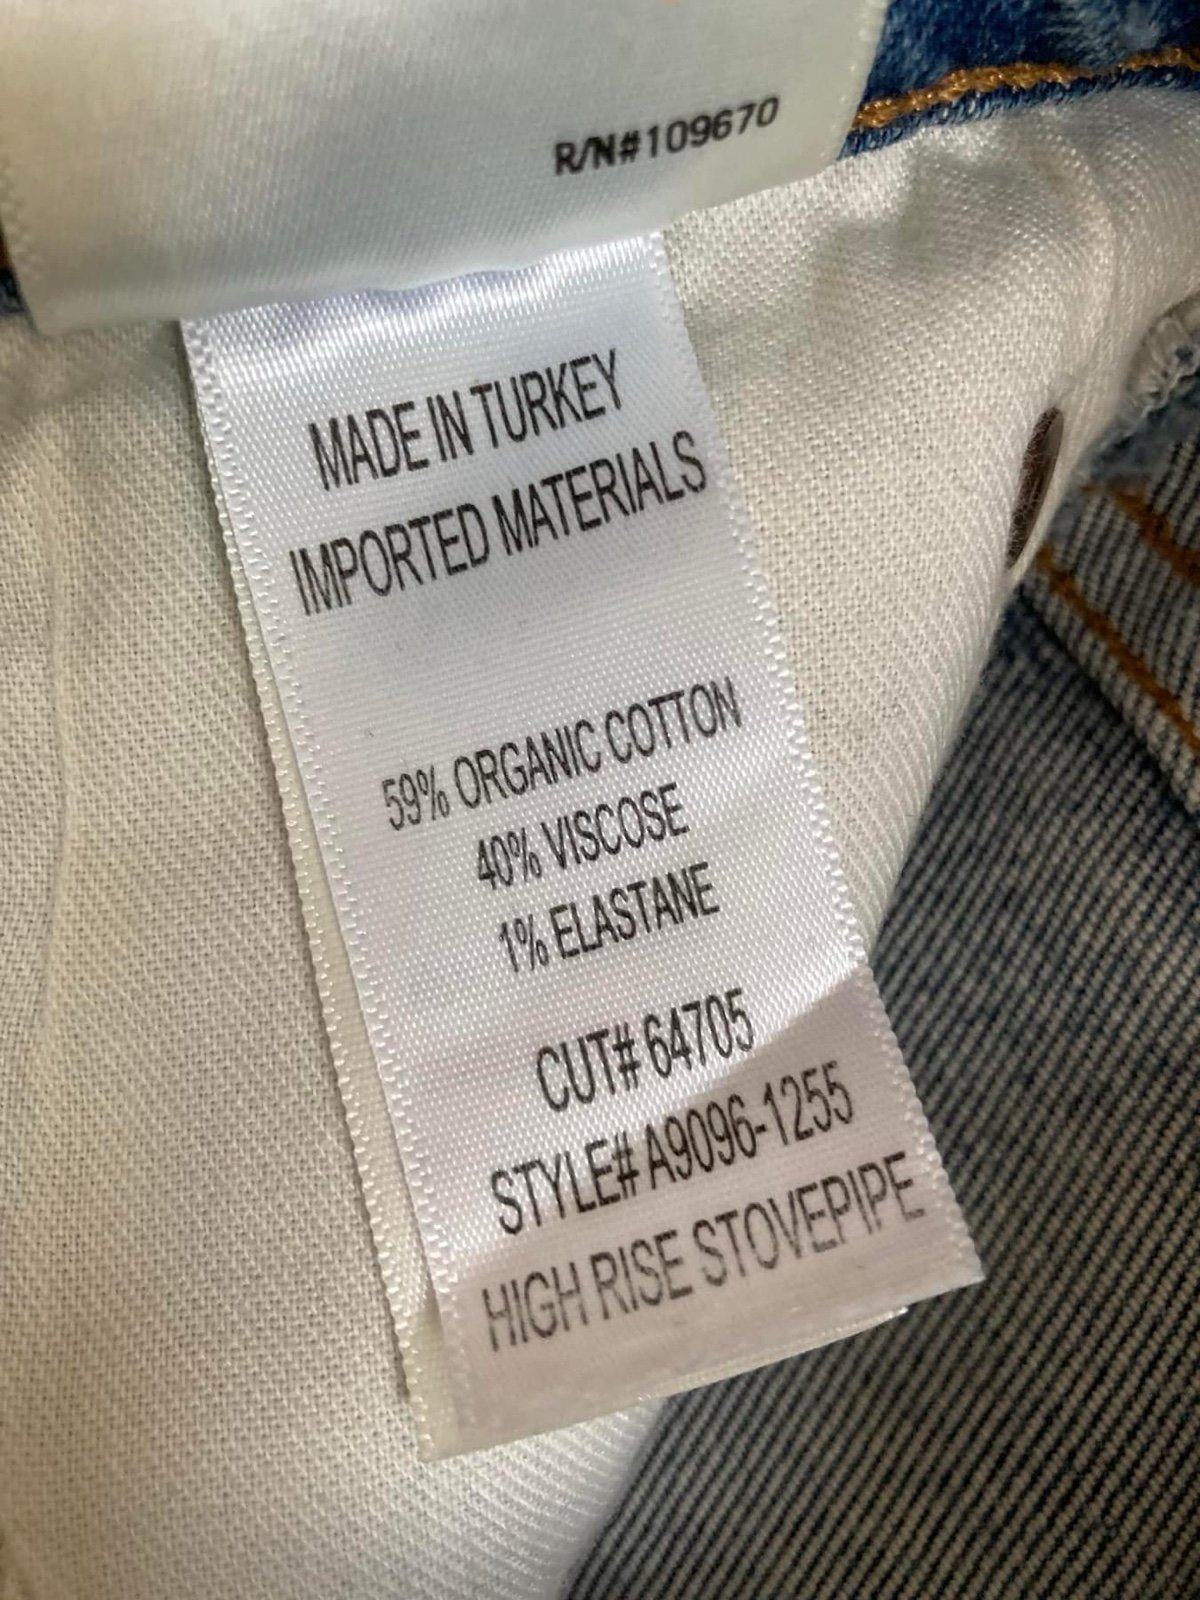 R/N#109670
MADE IN TURKEY
IMPORTED MATERIALS
59% ORGANIC COTTON
40% VISCOSE
1% ELASTANE
CUT# 64705
STYLE# A9096-1255
HIGH RISE STOVEPIPE